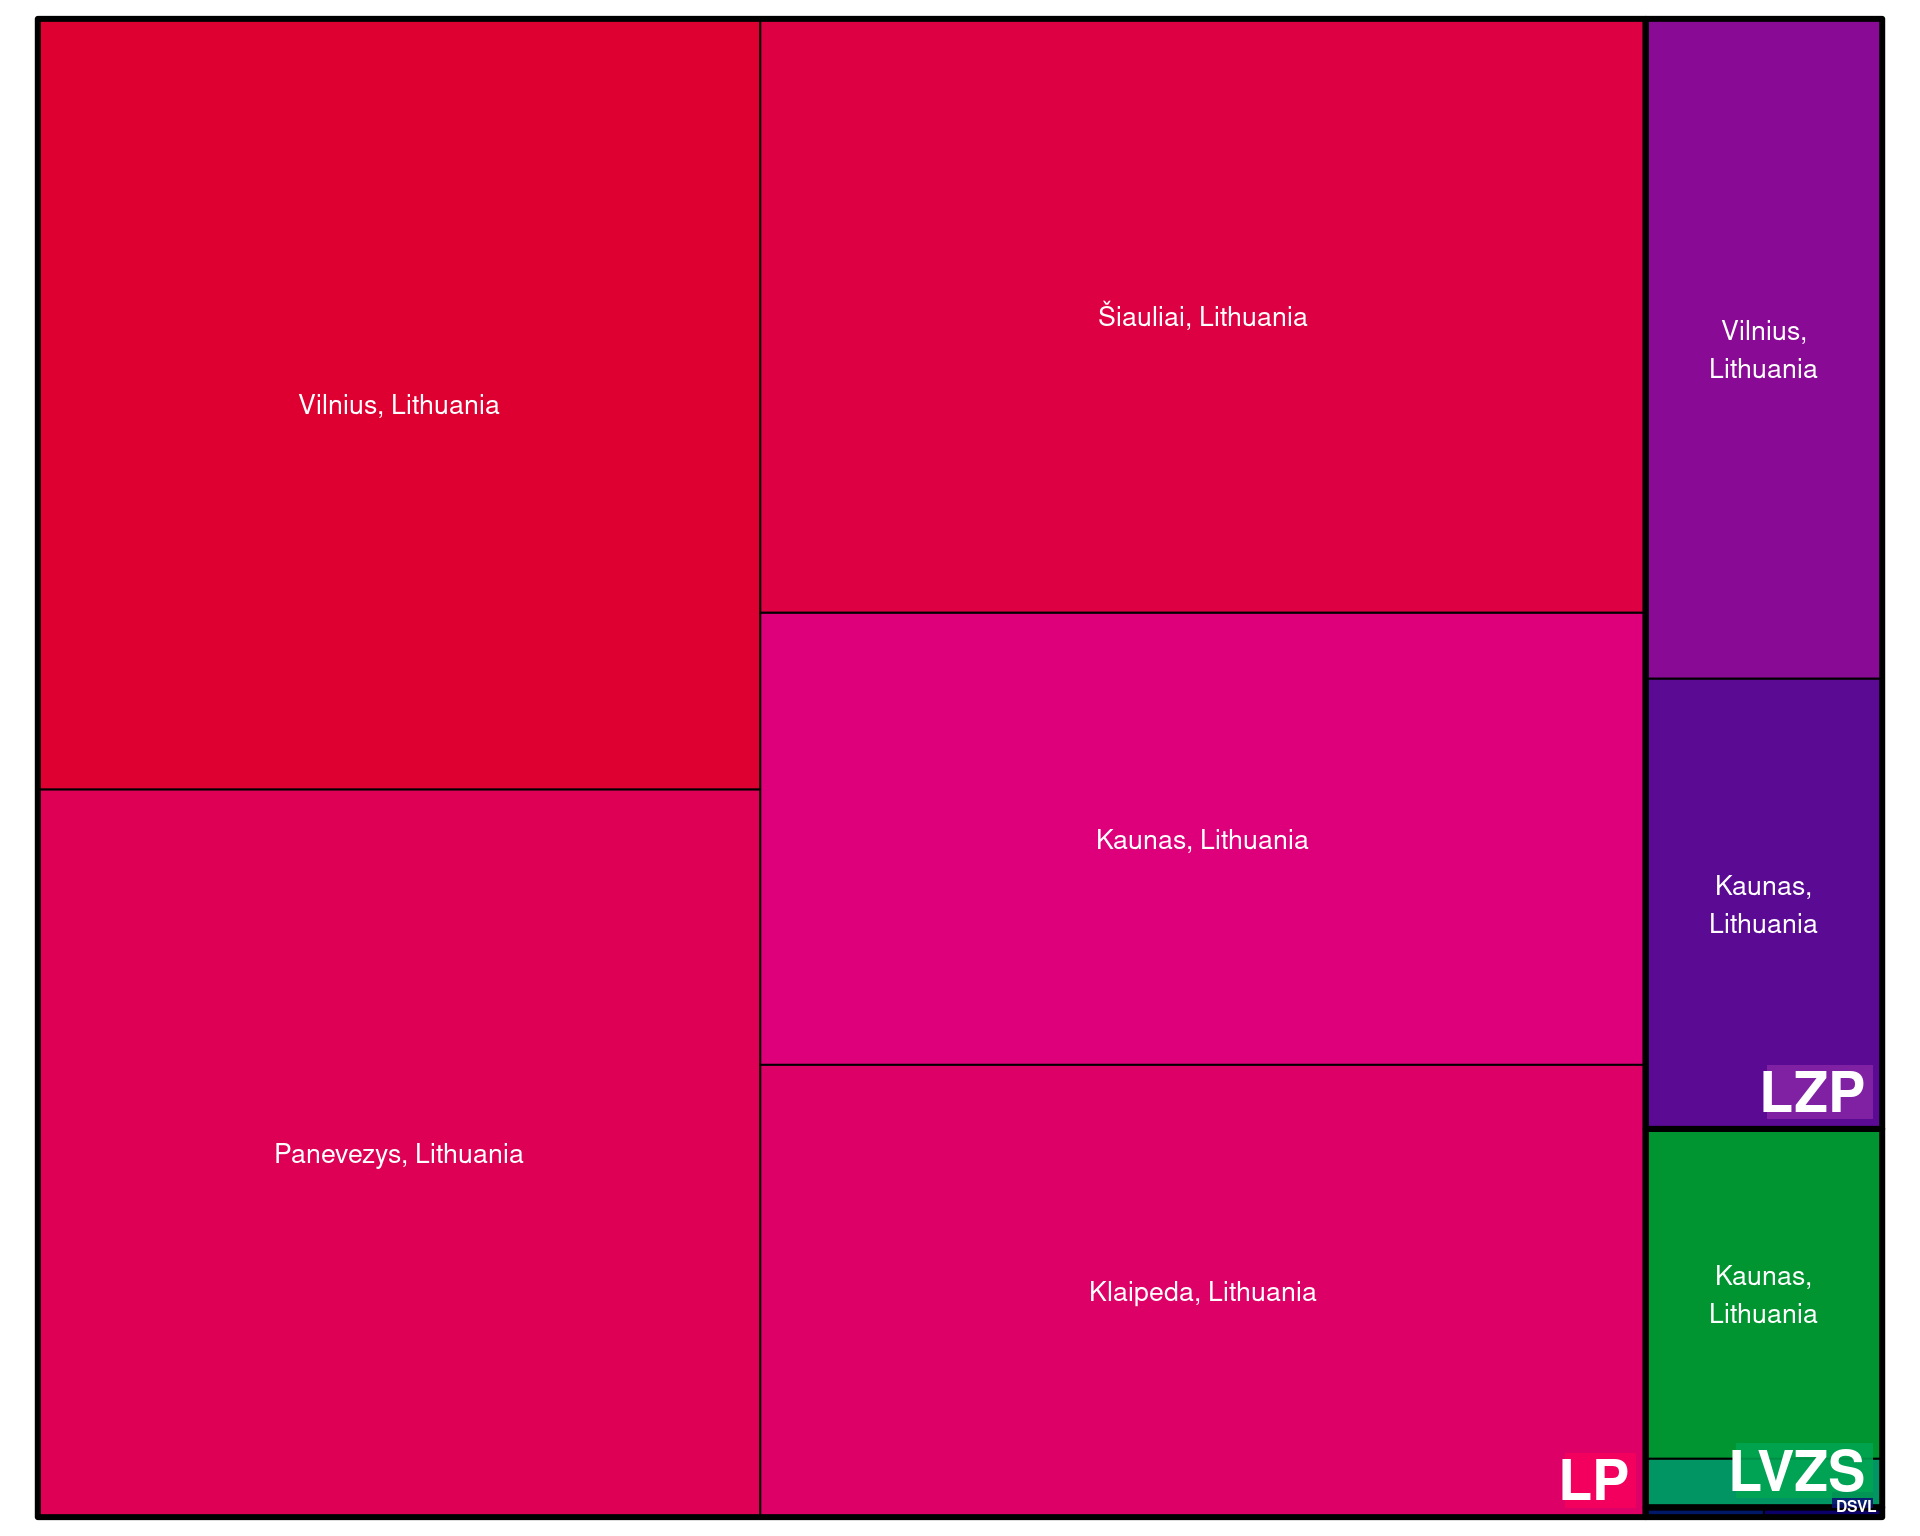 Vilnius, Lithuania
Panevezys, Lithuania
Šiauliai, Lithuania
Kaunas, Lithuania
Klaipeda, Lithuania
LP
Vilnius,
Lithuania
Kaunas,
Lithuania
LZP
Kaunas,
Lithuania
LVZS
DSVL